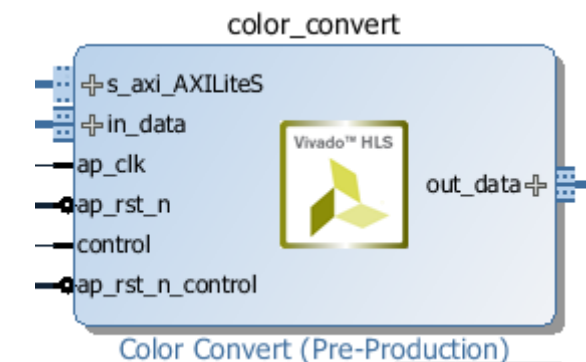 color_convert
s_axi_AXILiteS
in_data
ap_clk
ap_rst_n
control
ap_rst_n_control
Vivado™ HLS
out_data
Color Convert (Pre-Production)